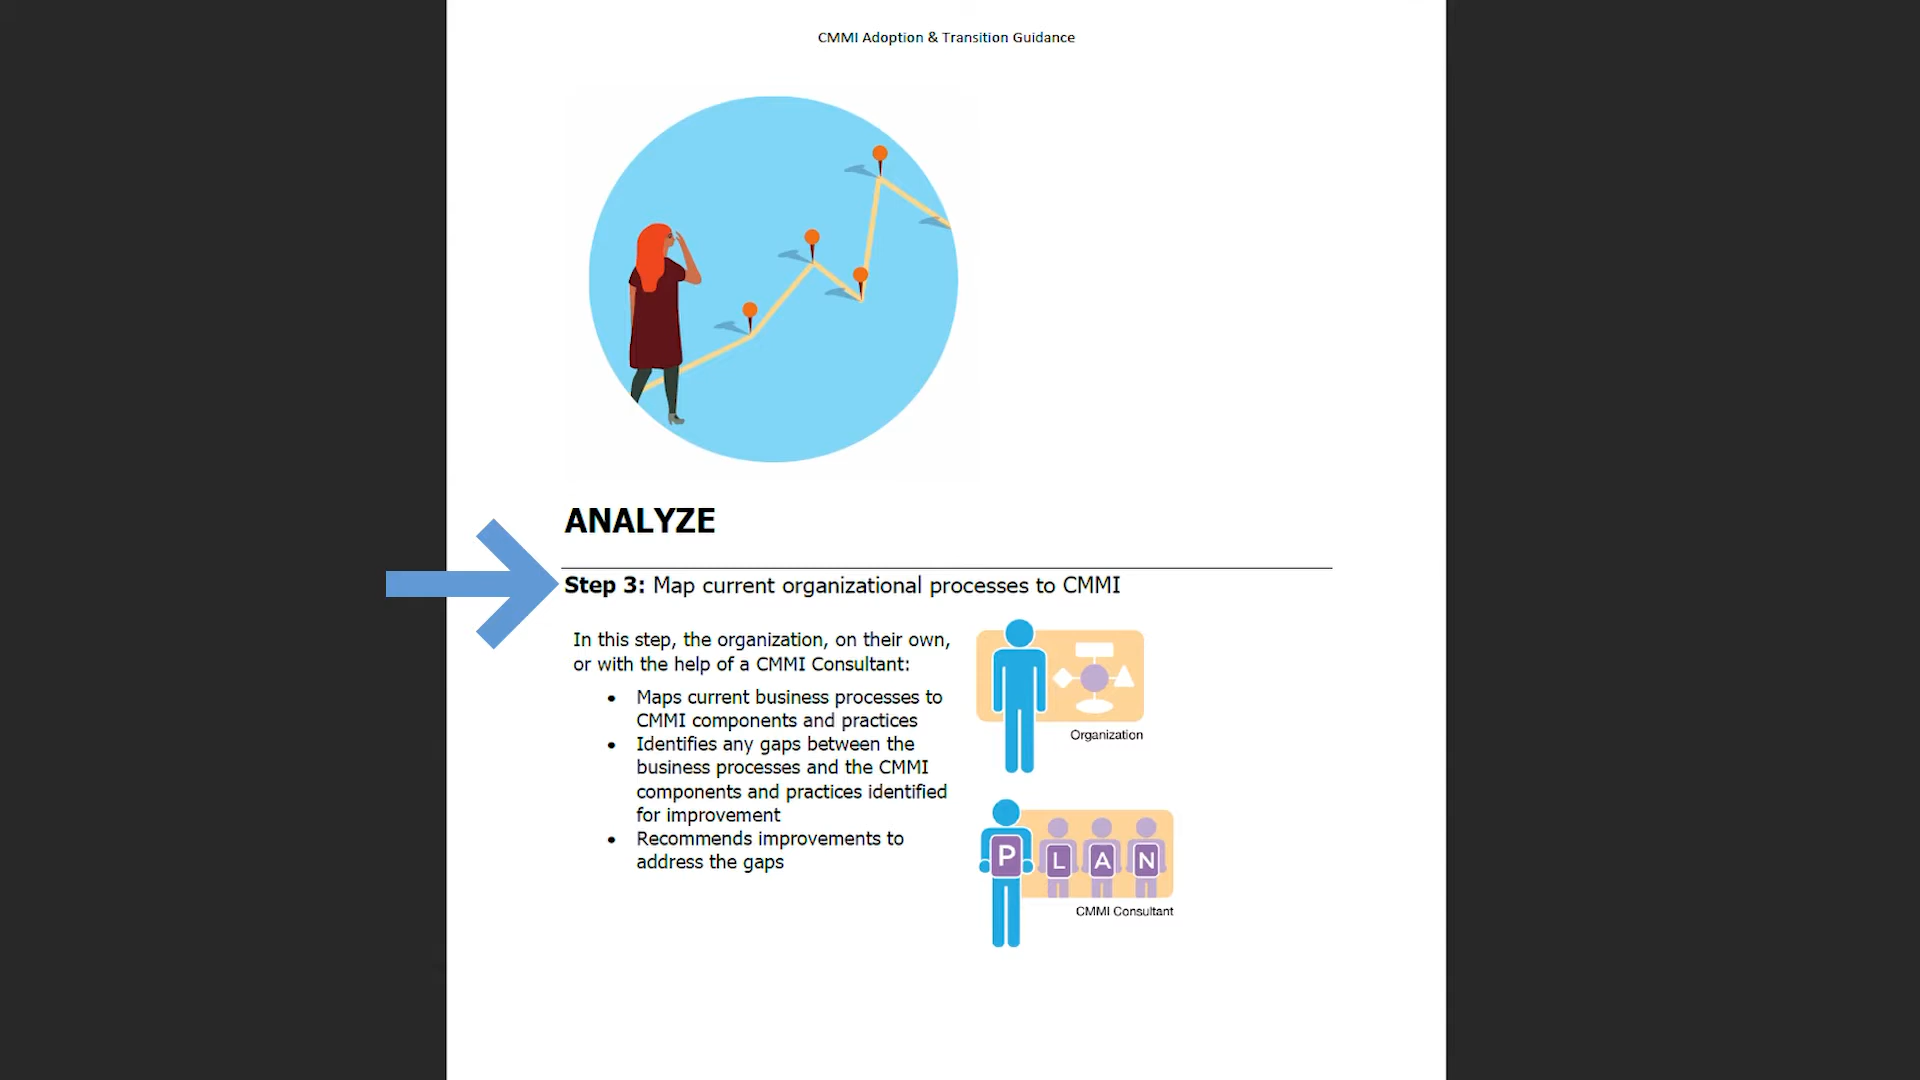 CMMI Adoption & Transition Guidance
ANALYZE
Step 3: Map current organizational processes to CMMI
In this step, the organization, on their own,
or with the help of a CMMI Consultant:
• Maps current business processes to
CMMI components and practices
• Identifies any gaps between the
business processes and the CMMI
components and practices identified
for improvement
• Recommends improvements to
address the gaps
Organization
P L A N
CMMI Consultant